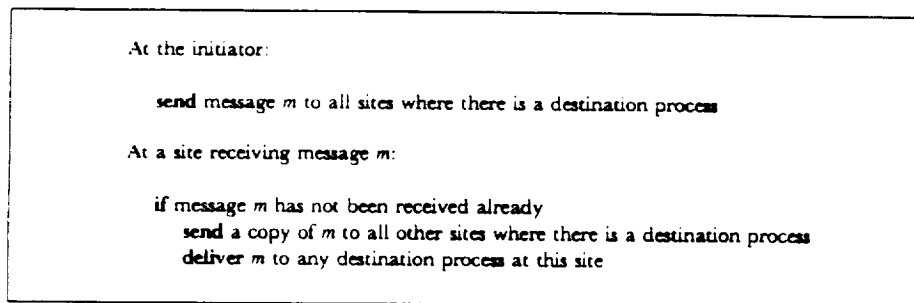 At the initiator:
send message m to all sites where there is a destination process
At a site receiving message m:
if message m has not been received already
send a copy of m to all other sites where there is a destination process
deliver m to any destination process at this site